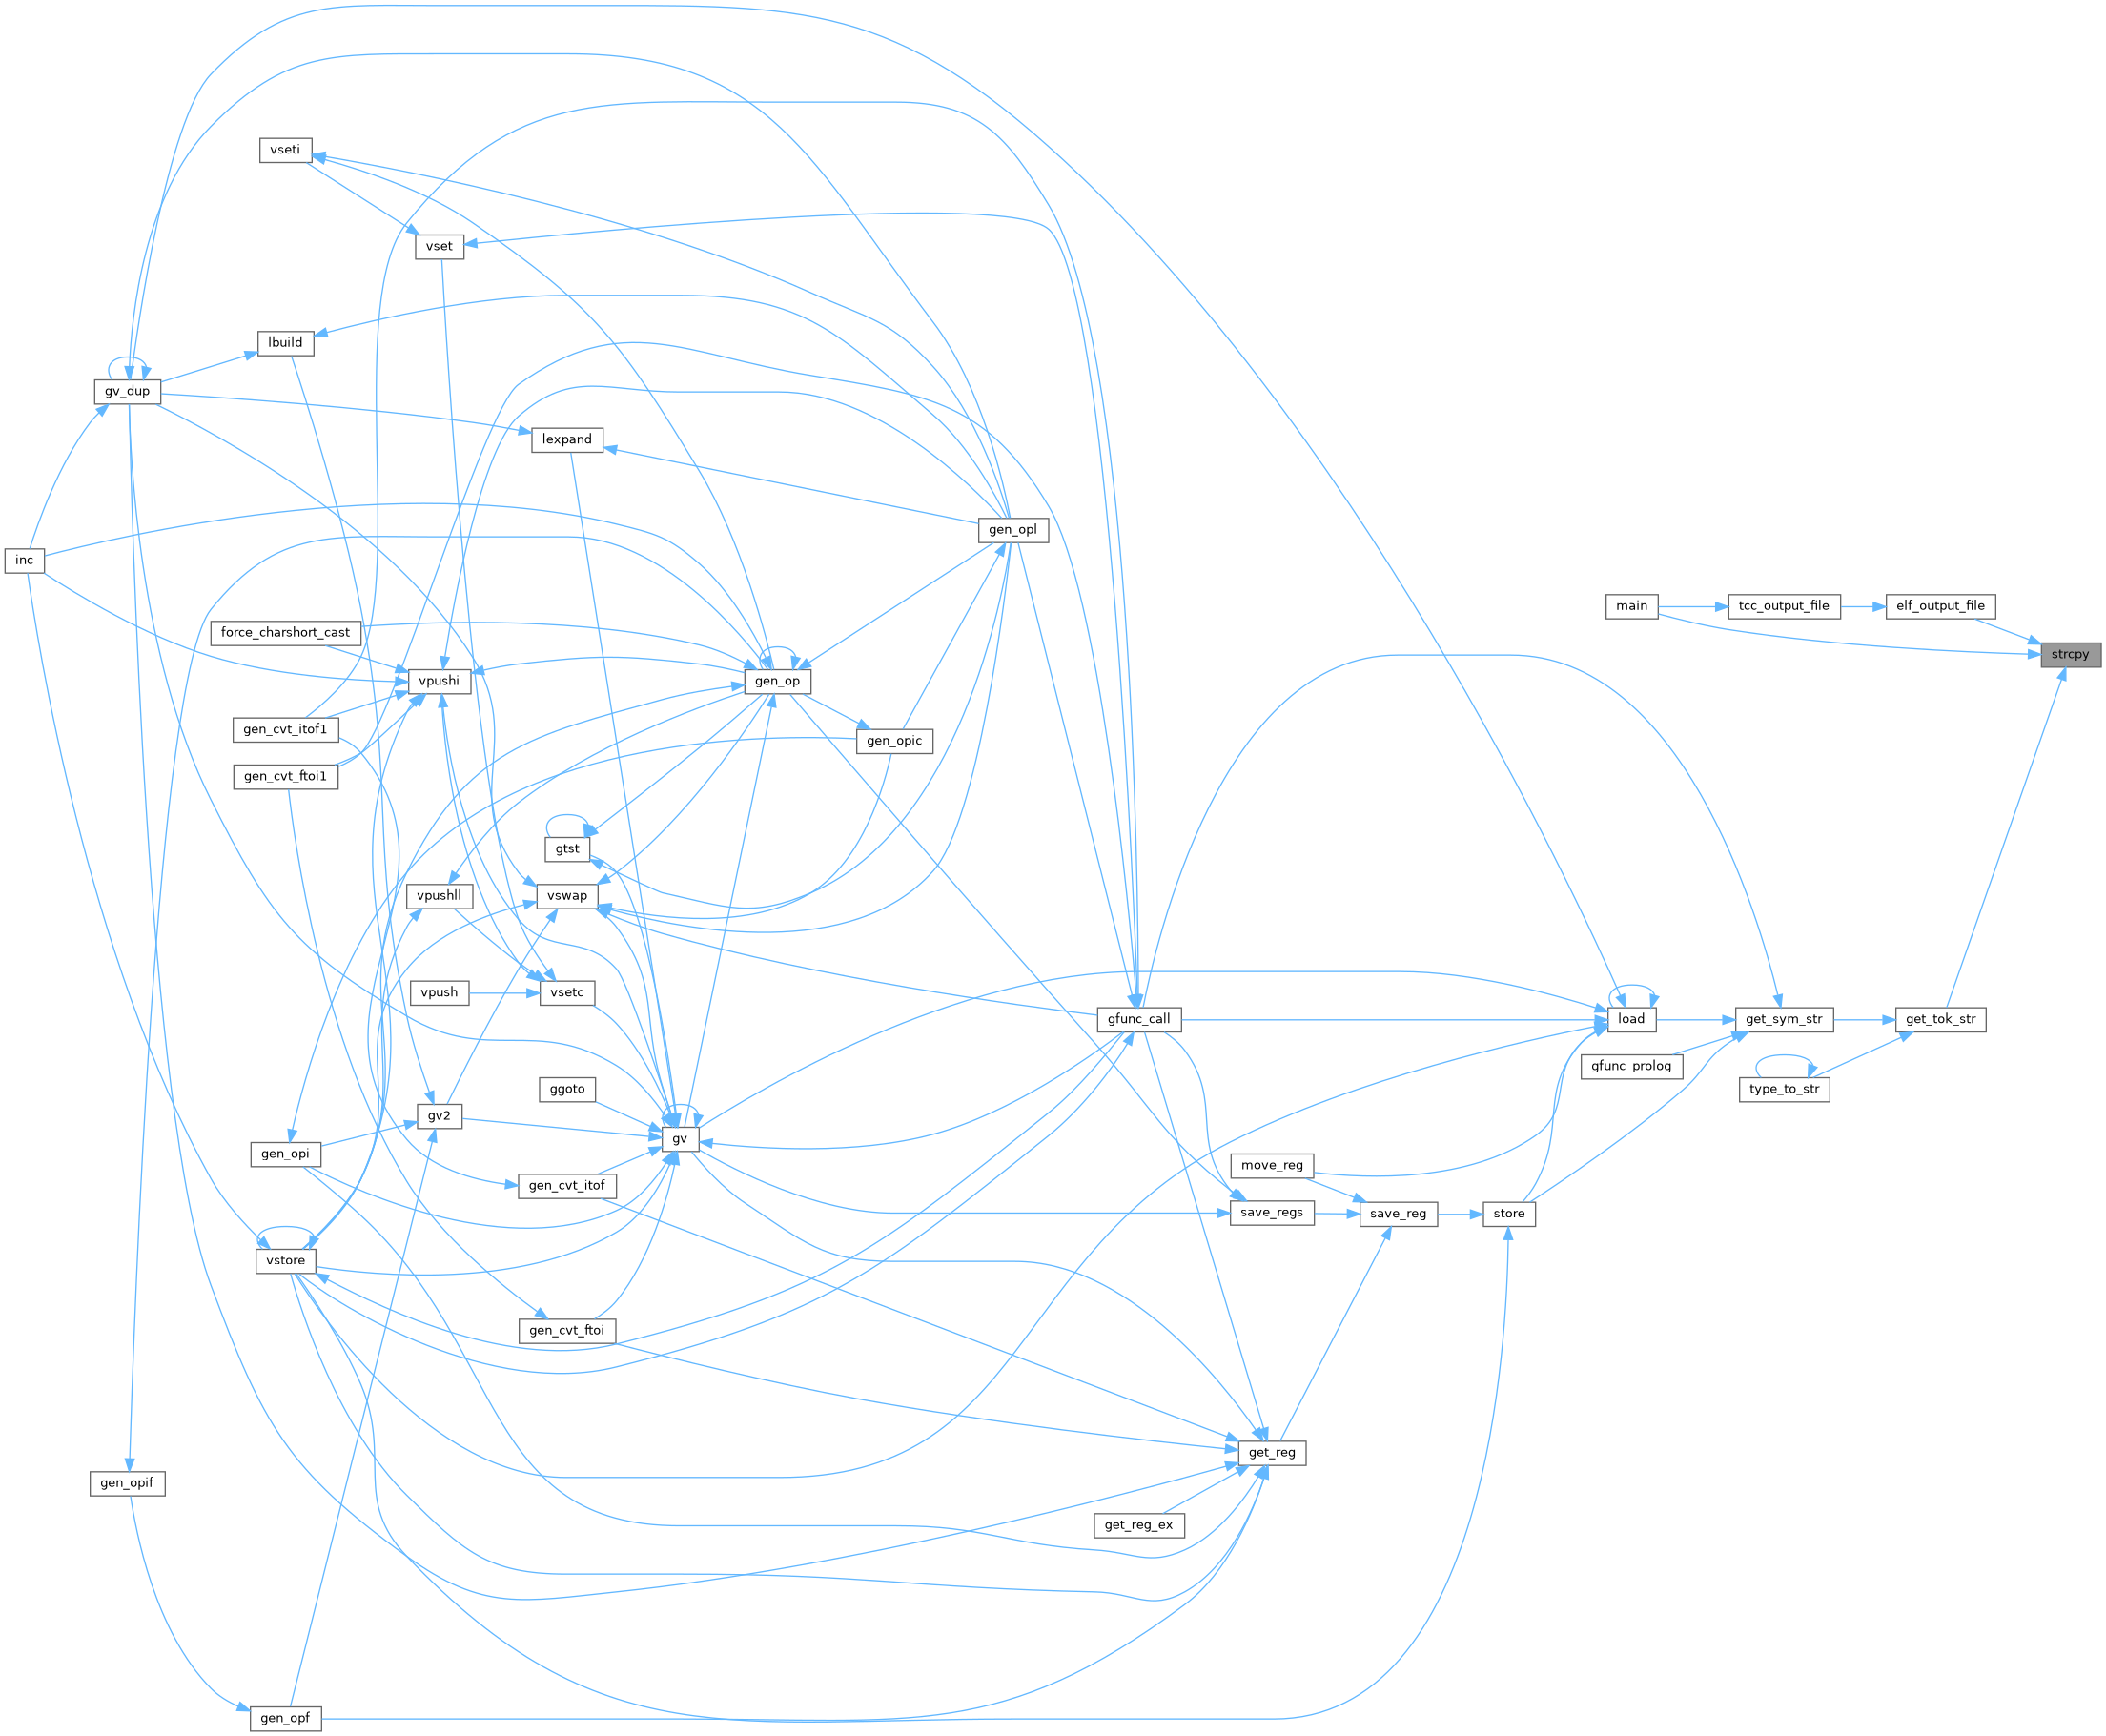 vseti
vset
lbuild
gv_dup
lexpand
gen_opl
inc
main
tcc_output_file
elf_output_file
force_charshort_cast
strcpy
vpushi
gen_op
gen_cvt_itof1
gen_opic
gen_cvt_ftoi1
gtst
vpushll
vswap
vpush
vsetc
gfunc_call
load
get_sym_str
get_tok_str
gfunc_prolog
ggoto
type_to_str
gv2
gv
gen_opi
move_reg
gen_cvt_itof
save_regs
save_reg
store
vstore
gen_cvt_ftoi
get_reg
gen_opif
get_reg_ex
gen_opf